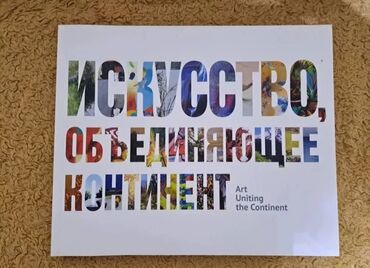 ИСКУССТВО,
ОБЪЕДИНЯЮЩЕЕ
КОНТИНЕНТ
Art
Uniting
the Continent